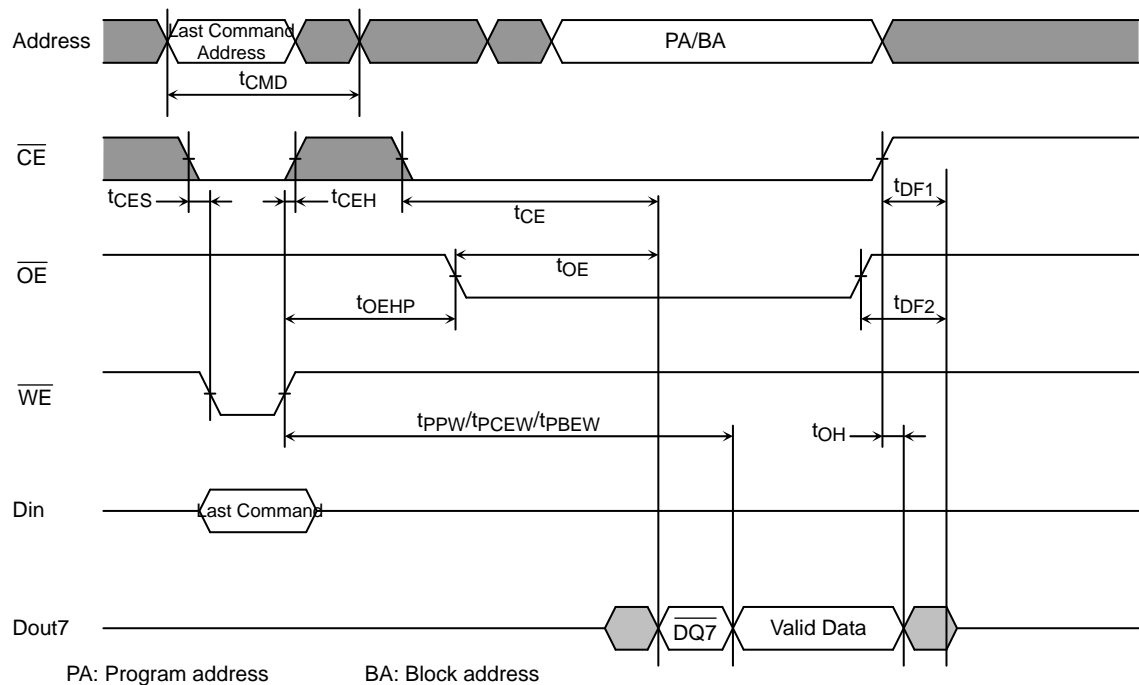 Address
Last Command
Address
PA/BA
tCMD
CE
tCES
tCEH
tCE
tDF1
OE
tOE
tOEHP
tDF2
WE
tPPW/tPCEW/tPBEW
tOH
Din
Last Command
Dout7
DQ7
Valid Data
PA: Program address
BA: Block address